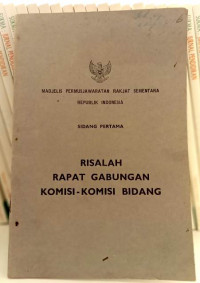 MADJELIS PERMUSJAWARATAN RAKJAT SEMENTARA
REPUBLIK INDONESIA
SIDANG PERTAMA
RISALAH
RAPAT GABUNGAN
KOMISI-KOMISI BIDANG